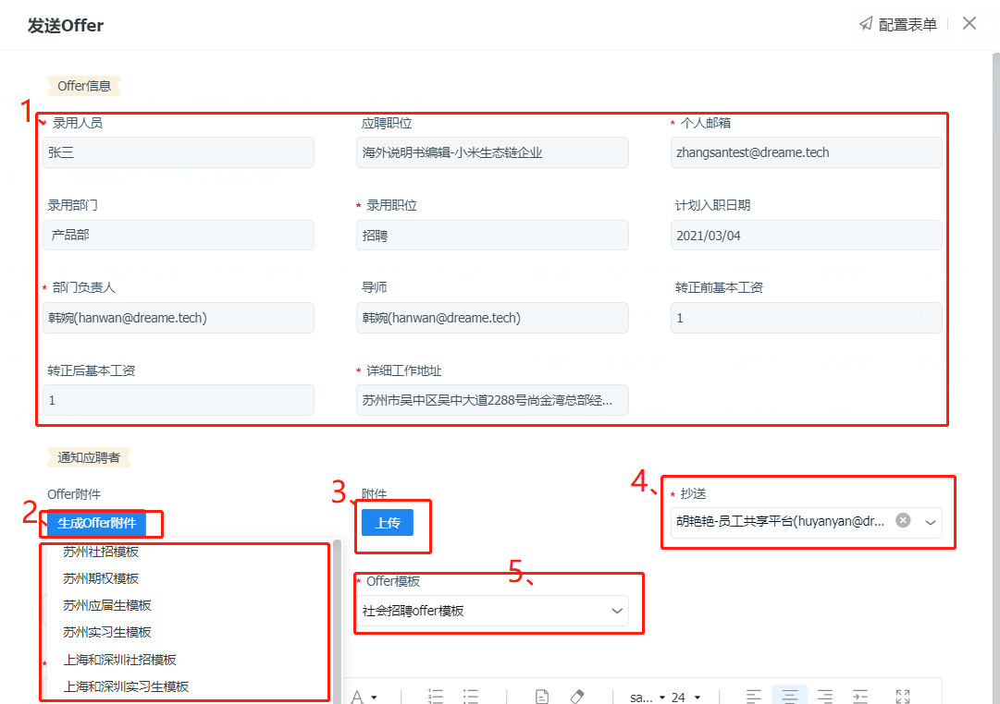 发送Offer
配置表单
Offer信息
1、
* 录用人员
应聘职位
* 个人邮箱
张三
海外说明书编辑-小米生态链企业
zhangsantest@dreame.tech
录用部门
* 录用职位
计划入职日期
产品部
招聘
2021/03/04
* 部门负责人
导师
转正前基本工资
韩婉(hanwan@dreame.tech)
韩婉(hanwan@dreame.tech)
1
转正后基本工资
* 详细工作地址
1
苏州市吴中区吴中大道2288号尚金湾总部经...
通知应聘者
Offer附件
3、
附件
4、
* 抄送
2、
生成Offer附件
上传
胡艳艳-员工共享平台(huyanyan@dr...
苏州社招模板
苏州期权模板
苏州应届生模板
苏州实习生模板
上海和深圳社招模板
上海和深圳实习生模板
5、
* Offer模板
社会招聘offer模板
*
A
sa...
24